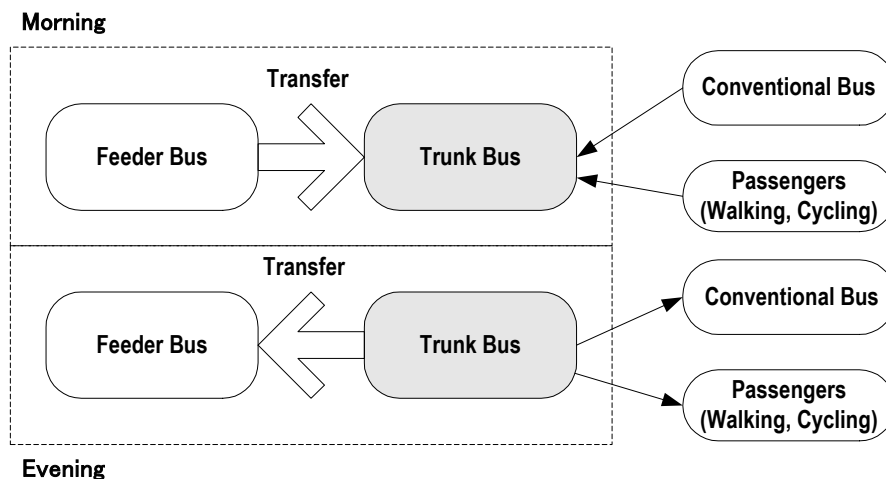 Morning
Transfer
Feeder Bus
Trunk Bus
Conventional Bus
Passengers
(Walking, Cycling)
Transfer
Feeder Bus
Trunk Bus
Conventional Bus
Passengers
(Walking, Cycling)
Evening